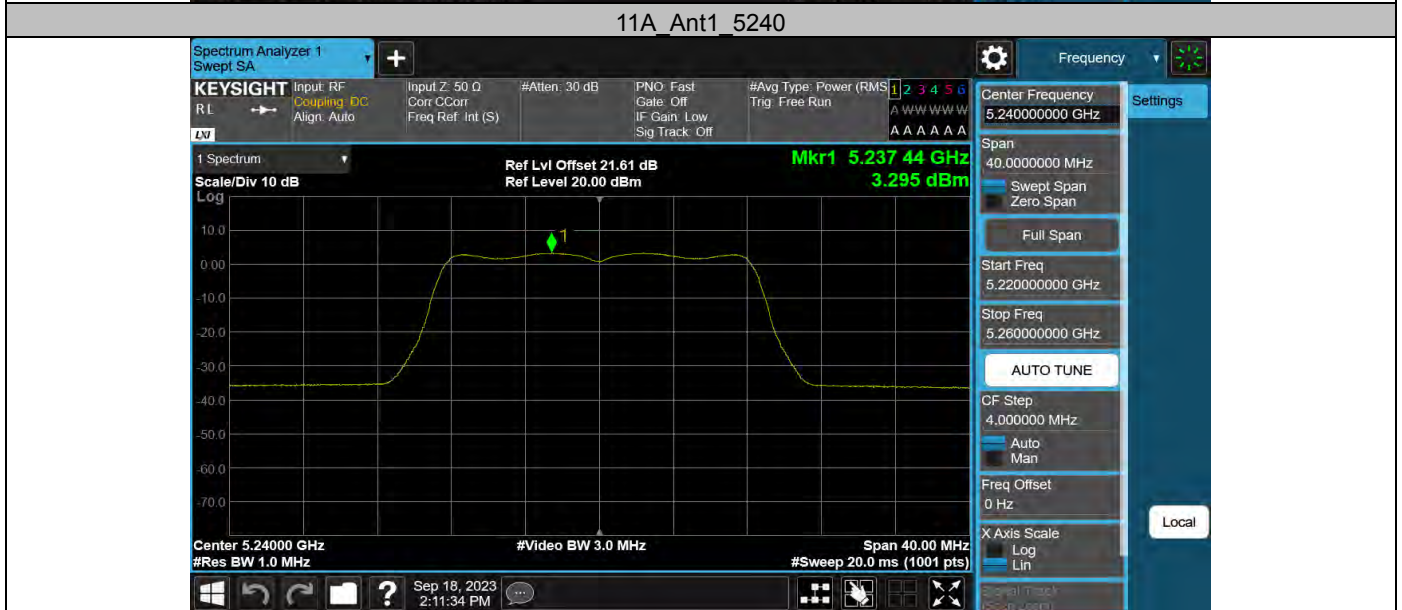 11A_Ant1_5240
Spectrum Analyzer 1
Swept SA
+
Frequency
KEYSIGHT
RL
LXI
Input: RF
Coupling: DC
Align: Auto
Input Z: 50 Ω
Corr CCorr
Freq Ref: Int (S)
#Atten: 30 dB
PNO: Fast
Gate: Off
IF Gain: Low
Sig Track: Off
#Avg Type: Power (RMS
Trig: Free Run
1 2 3 4 5 6
A W W W W W
A A A A A A
Center Frequency
5.240000000 GHz
Settings
1 Spectrum
Scale/Div 10 dB
Log
Ref Lvl Offset 21.61 dB
Ref Level 20.00 dBm
Mkr1 5.237 44 GHz
3.295 dBm
Span
40.0000000 MHz
Swept Span
Zero Span
Full Span
Start Freq
5.220000000 GHz
Stop Freq
5.260000000 GHz
AUTO TUNE
CF Step
4.000000 MHz
Auto
Man
Freq Offset
0 Hz
X Axis Scale
Log
Lin
Local
1
10.0
0.00
-10.0
-20.0
-30.0
-40.0
-50.0
-60.0
-70.0
Center 5.24000 GHz
#Res BW 1.0 MHz
#Video BW 3.0 MHz
Span 40.00 MHz
#Sweep 20.0 ms (1001 pts)
?
Sep 18, 2023
2:11:34 PM